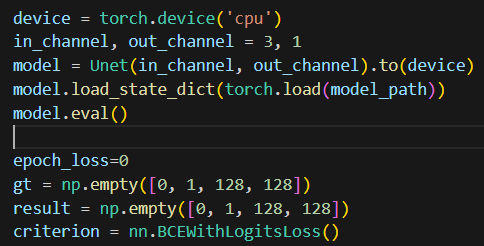 device = torch.device('cpu')
in_channel, out_channel = 3, 1
model = Unet(in_channel, out_channel).to(device)
model.load_state_dict(torch.load(model_path))
model.eval()
epoch_loss=0
gt = np.empty([0, 1, 128, 128])
result = np.empty([0, 1, 128, 128])
criterion = nn.BCEWithLogitsLoss()